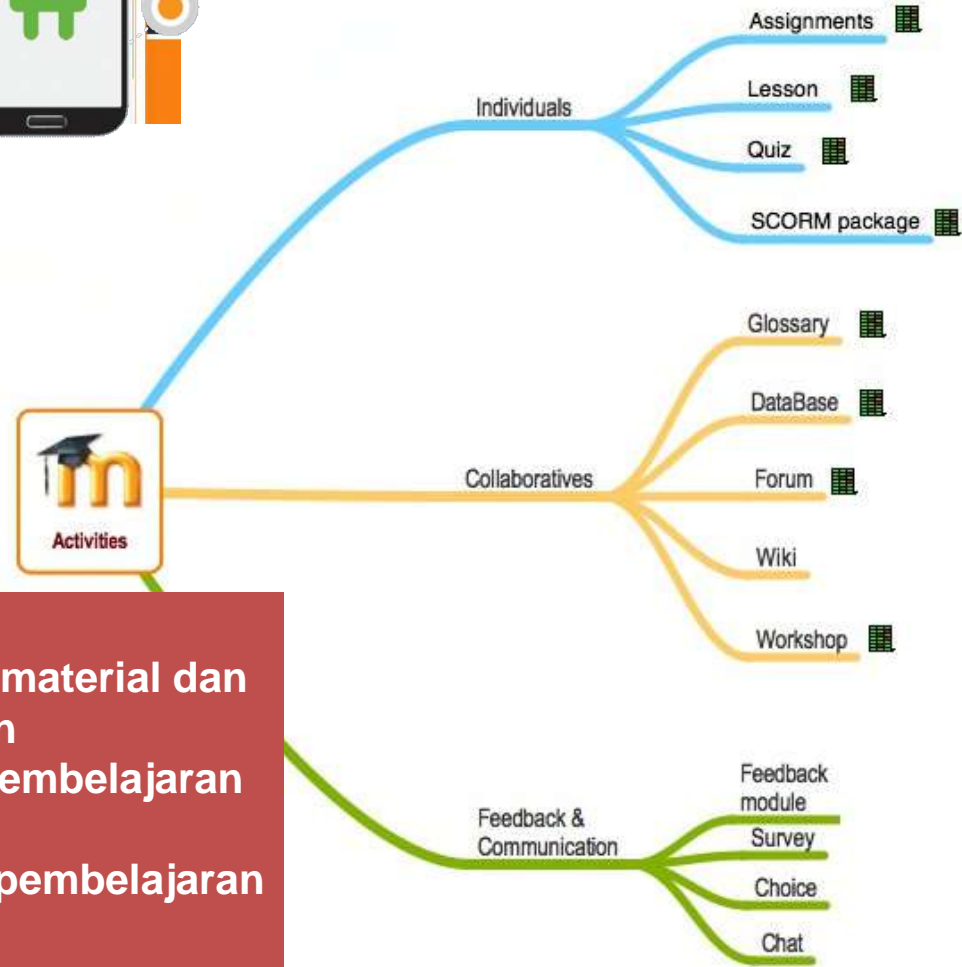 Assignments
Lesson
Individuals
Quiz
SCORM package
Glossary
DataBase
Collaboratives
Forum
m
Activities
Wiki
Workshop
material dan
n
embelajaran
pembelajaran
Feedback
module
Feedback &
Communication
Survey
Choice
Chat